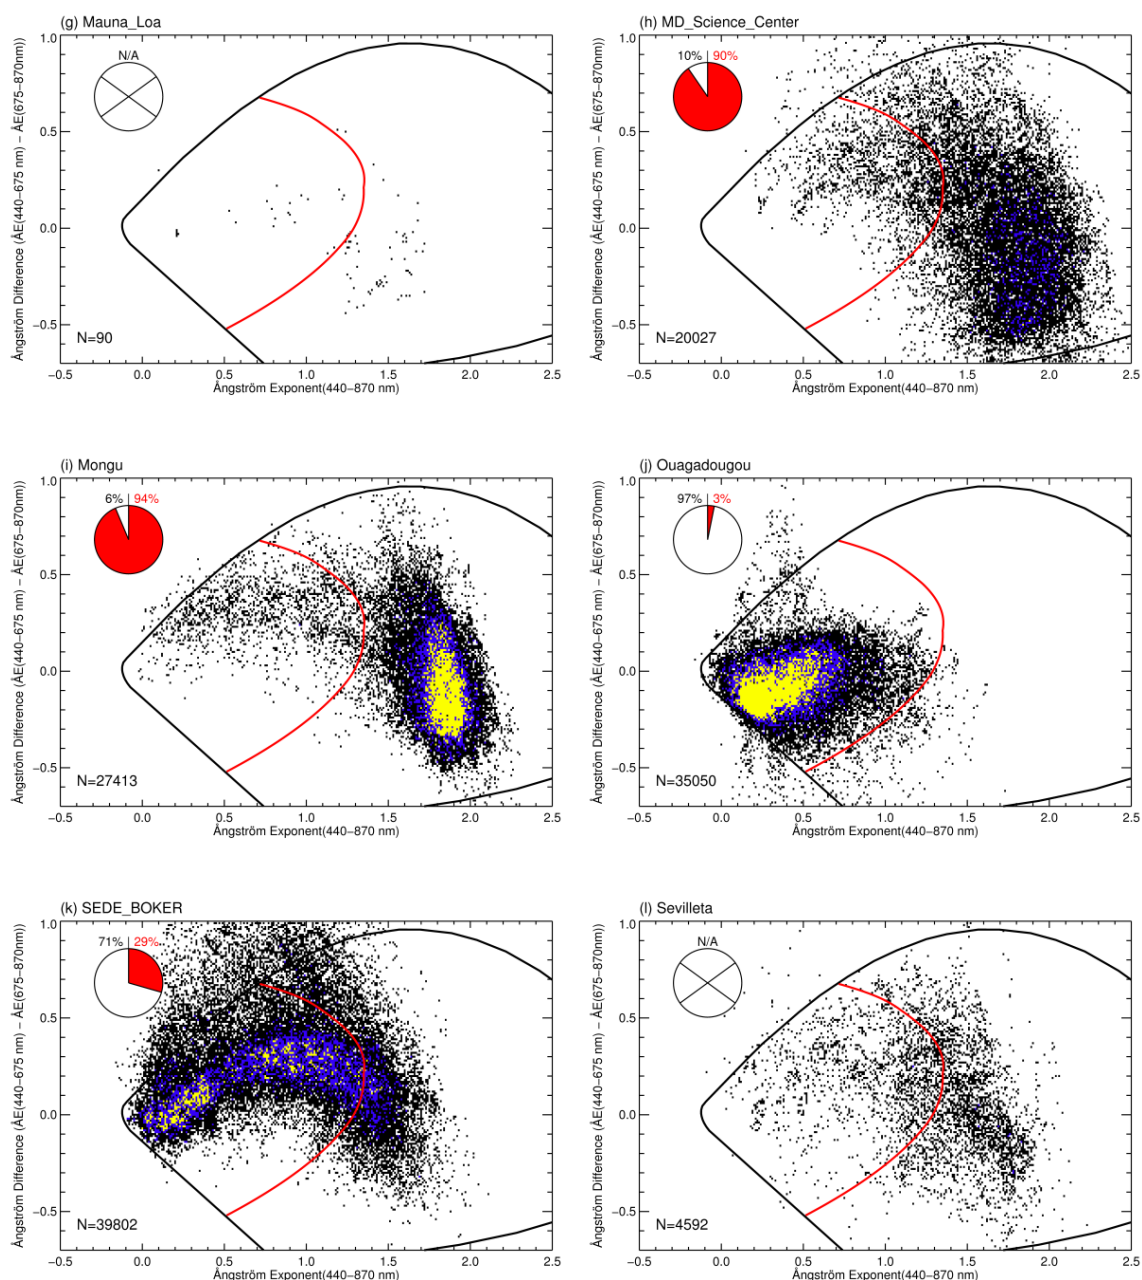 (g) Mauna_Loa
1.0
0.5
0.0
−0.5
N/A
N=90
−0.5 0.0 0.5 1.0 1.5 2.0 2.5
Ångström Exponent(440−870 nm)
Ångström Difference (ÅE(440−675 nm) − ÅE(675−870nm))
(h) MD_Science_Center
1.0
0.5
0.0
−0.5
10% 90%
N=20027
−0.5 0.0 0.5 1.0 1.5 2.0 2.5
Ångström Exponent(440−870 nm)
Ångström Difference (ÅE(440−675 nm) − ÅE(675−870nm))
(i) Mongu
1.0
0.5
0.0
−0.5
6% 94%
N=27413
−0.5 0.0 0.5 1.0 1.5 2.0 2.5
Ångström Exponent(440−870 nm)
Ångström Difference (ÅE(440−675 nm) − ÅE(675−870nm))
(j) Ouagadougou
1.0
0.5
0.0
−0.5
97% 3%
N=35050
−0.5 0.0 0.5 1.0 1.5 2.0 2.5
Ångström Exponent(440−870 nm)
Ångström Difference (ÅE(440−675 nm) − ÅE(675−870nm))
(k) SEDE_BOKER
1.0
0.5
0.0
−0.5
71% 29%
N=39802
−0.5 0.0 0.5 1.0 1.5 2.0 2.5
Ångström Exponent(440−870 nm)
Ångström Difference (ÅE(440−675 nm) − ÅE(675−870nm))
(l) Sevilleta
1.0
0.5
0.0
−0.5
N/A
N=4592
−0.5 0.0 0.5 1.0 1.5 2.0 2.5
Ångström Exponent(440−870 nm)
Ångström Difference (ÅE(440−675 nm) − ÅE(675−870nm))